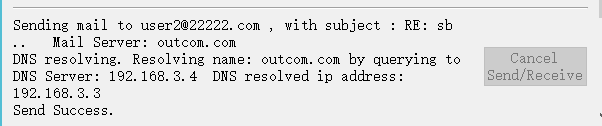 Sending mail to user2@22222.com , with subject : RE: sb
..   Mail Server: outcom.com
DNS resolving. Resolving name: outcom.com by querying to
DNS Server: 192.168.3.4  DNS resolved ip address:
192.168.3.3
Send Success.
Cancel
Send/Receive